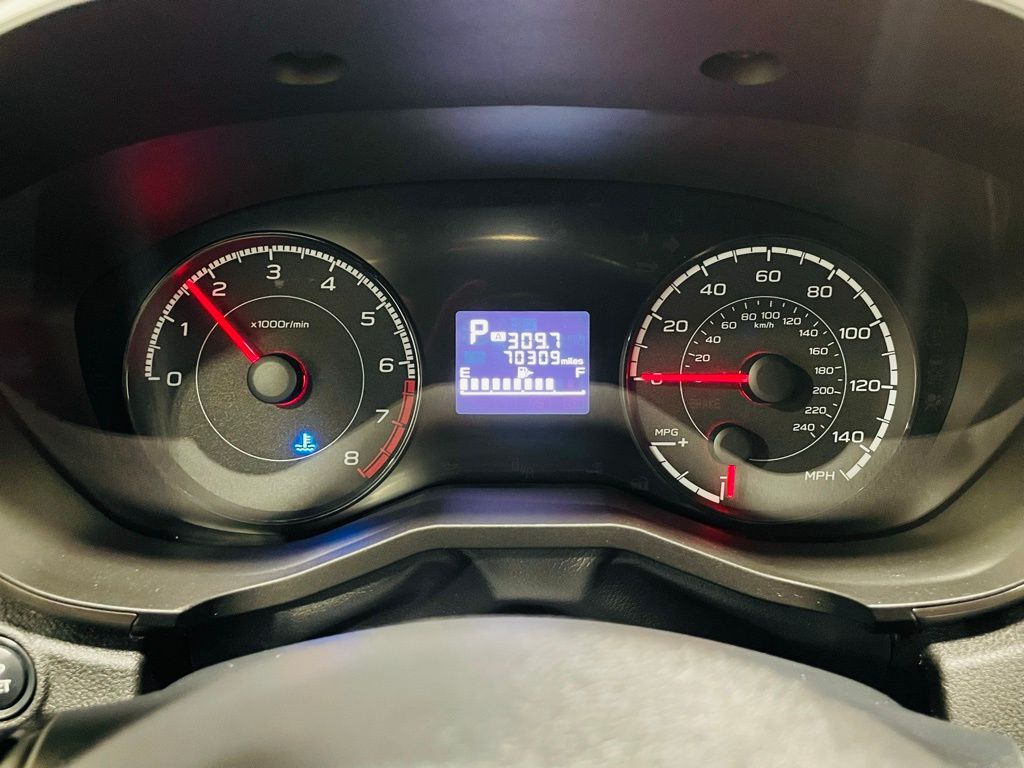 0 1 2 3 4 5 6 7 8
x1000r/min
P A 309.7
70309 miles
E F
0 20 40 60 80 100 120 140
MPH
20 40 60 80 100 120 140 160 180 200 220 240
km/h
MPG
- +